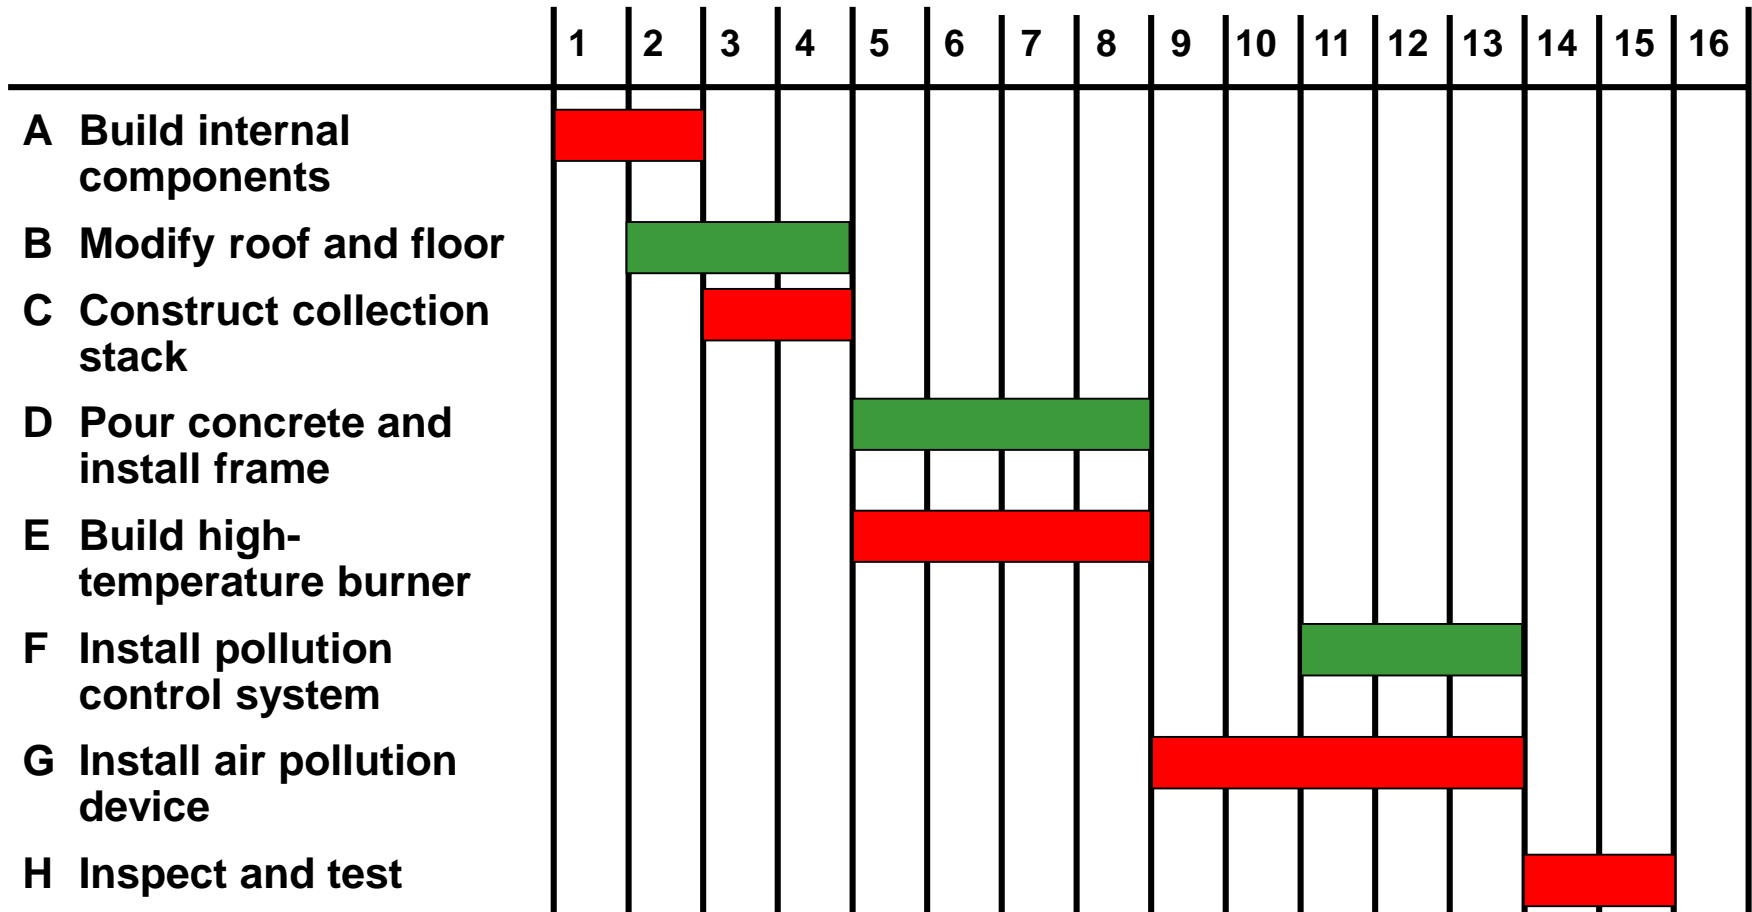 1 2 3 4 5 6 7 8 9 10 11 12 13 14 15 16
A Build internal
components
B Modify roof and floor
C Construct collection
stack
D Pour concrete and
install frame
E Build high-
temperature burner
F Install pollution
control system
G Install air pollution
device
H Inspect and test